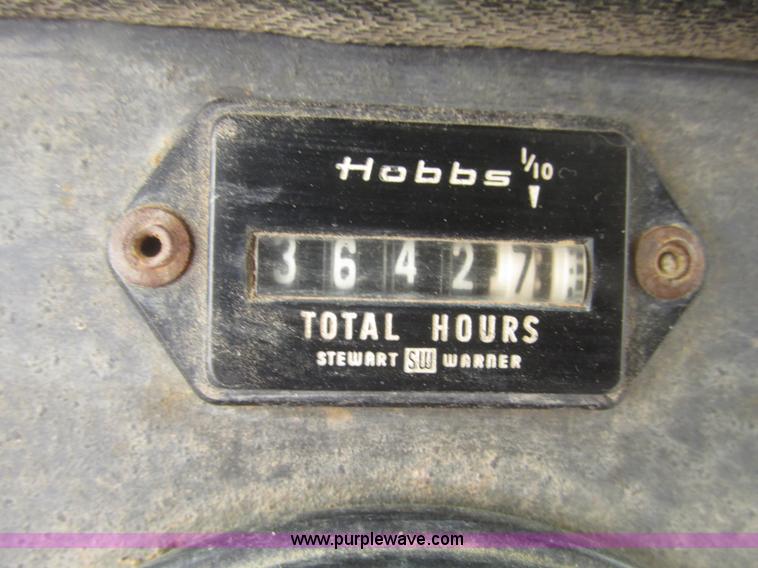 Hobbs 1/10
3 6 4 2 7
TOTAL HOURS
STEWART SW WARNER
www.purplewave.com